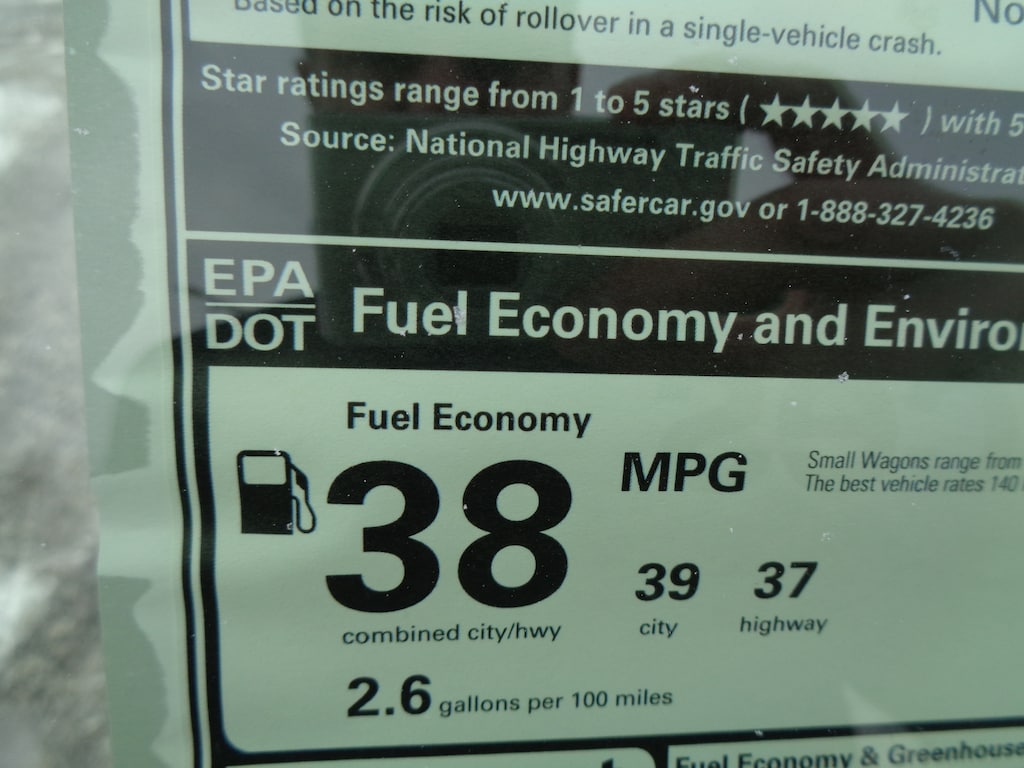 Based on the risk of rollover in a single-vehicle crash.
No
Star ratings range from 1 to 5 stars ( ★★★★★ ) with 5
Source: National Highway Traffic Safety Administrat
www.safercar.gov or 1-888-327-4236
EPA
DOT
Fuel Economy and Enviro
Fuel Economy
38 MPG
Small Wagons range from
The best vehicle rates 140
39 37
combined city/hwy city highway
2.6 gallons per 100 miles
Fuel Economy & Greenhouse